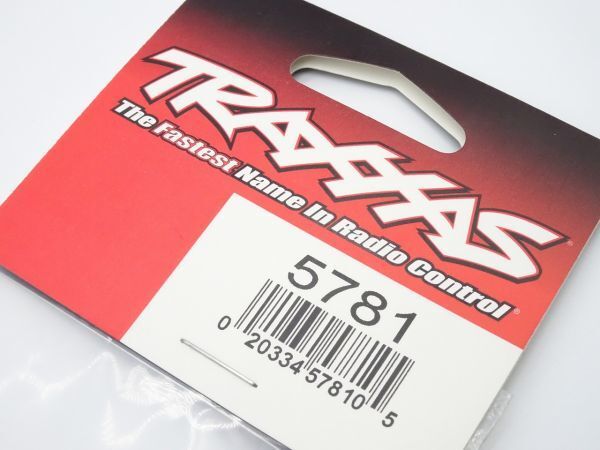 TRAXXAS®
The Fastest Name In Radio Control®
5781
0 20334 57810 5